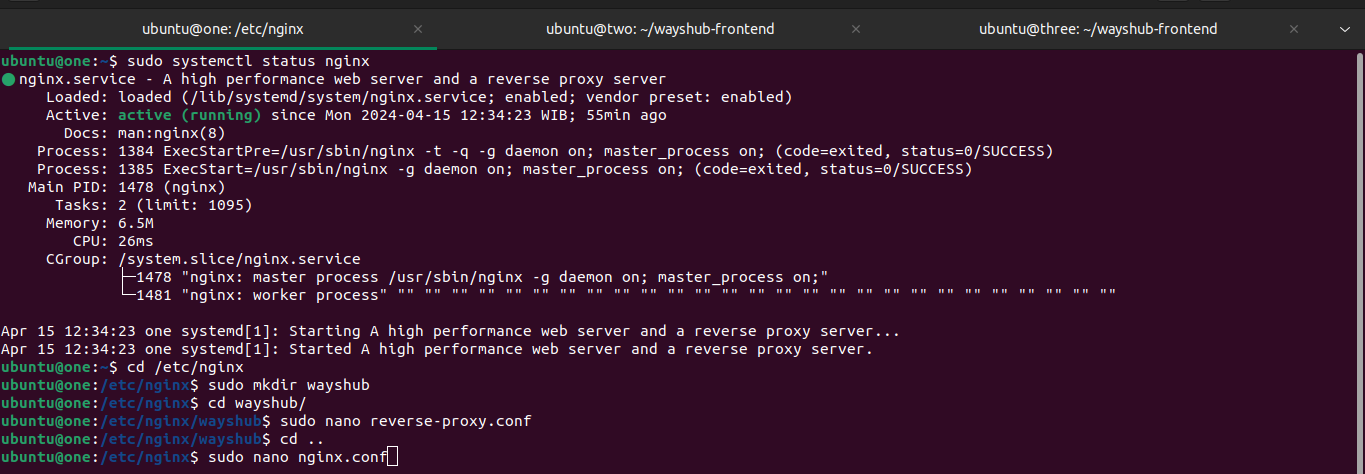 ubuntu@one: /etc/nginx × ubuntu@two: ~/wayshub-frontend × ubuntu@three: ~/wayshub-frontend ×
ubuntu@one:~$ sudo systemctl status nginx
● nginx.service - A high performance web server and a reverse proxy server
Loaded: loaded (/lib/systemd/system/nginx.service; enabled; vendor preset: enabled)
Active: active (running) since Mon 2024-04-15 12:34:23 WIB; 55min ago
Docs: man:nginx(8)
Process: 1384 ExecStartPre=/usr/sbin/nginx -t -q -g daemon on; master_process on; (code=exited, status=0/SUCCESS)
Process: 1385 ExecStart=/usr/sbin/nginx -g daemon on; master_process on; (code=exited, status=0/SUCCESS)
Main PID: 1478 (nginx)
Tasks: 2 (limit: 1095)
Memory: 6.5M
CPU: 26ms
CGroup: /system.slice/nginx.service
├─1478 "nginx: master process /usr/sbin/nginx -g daemon on; master_process on;"
└─1481 "nginx: worker process" "" "" "" "" "" "" "" "" "" "" "" "" "" "" "" "" "" "" "" "" "" "" "" "" "" "" ""
Apr 15 12:34:23 one systemd[1]: Starting A high performance web server and a reverse proxy server...
Apr 15 12:34:23 one systemd[1]: Started A high performance web server and a reverse proxy server.
ubuntu@one:~$ cd /etc/nginx
ubuntu@one:/etc/nginx$ sudo mkdir wayshub
ubuntu@one:/etc/nginx$ cd wayshub/
ubuntu@one:/etc/nginx/wayshub$ sudo nano reverse-proxy.conf
ubuntu@one:/etc/nginx/wayshub$ cd ..
ubuntu@one:/etc/nginx$ sudo nano nginx.conf